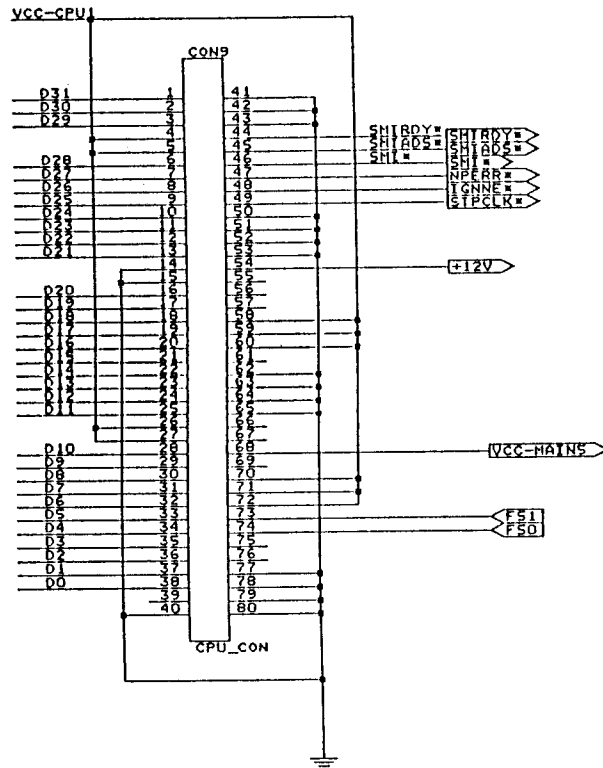 VCC-CPU1
CON9
D31 1 41
D30 2 42
D29 3 43
4 44 SMIRDY* SMIRDY*
5 45 SMIADS* SMIADS*
D28 6 46 SMI* SMI*
D27 7 47 NPERR*
D26 8 48 IGNNE*
D25 9 49 STPCLK*
D24 10 50
D23 11 51
D22 12 52
D21 13 53
14 54 +12V
15 55
D20 16 56
D19 17 57
D18 18 58
D17 19 59
D16 20 60
D15 21 61
D14 22 62
D13 23 63
D12 24 64
D11 25 65
26 66
27 67
D10 28 68 VCC-MAINS
D9 29 69
D8 30 70
D7 31 71
D6 32 72
D5 33 73 FS1
D4 34 74 FS0
D3 35 75
D2 36 76
D1 37 77
D0 38 78
39 79
40 80
CPU_CON